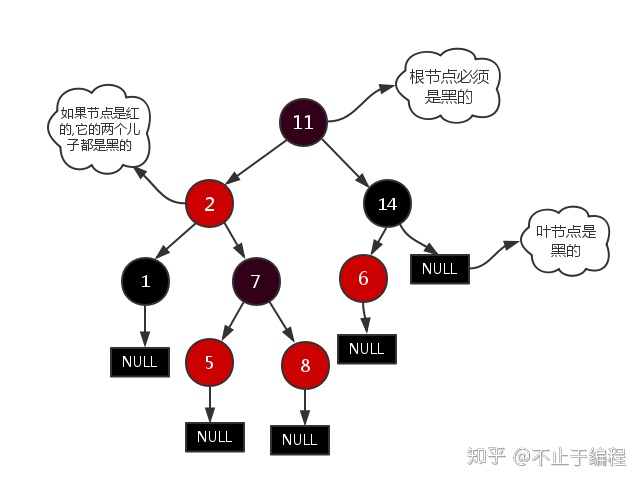 根节点必须
是黑的
如果节点是红
的,它的两个儿
子都是黑的
11
2
14
叶节点是
黑的
1
7
6
NULL
NULL
NULL
5
8
NULL
NULL
知乎 @不止于编程